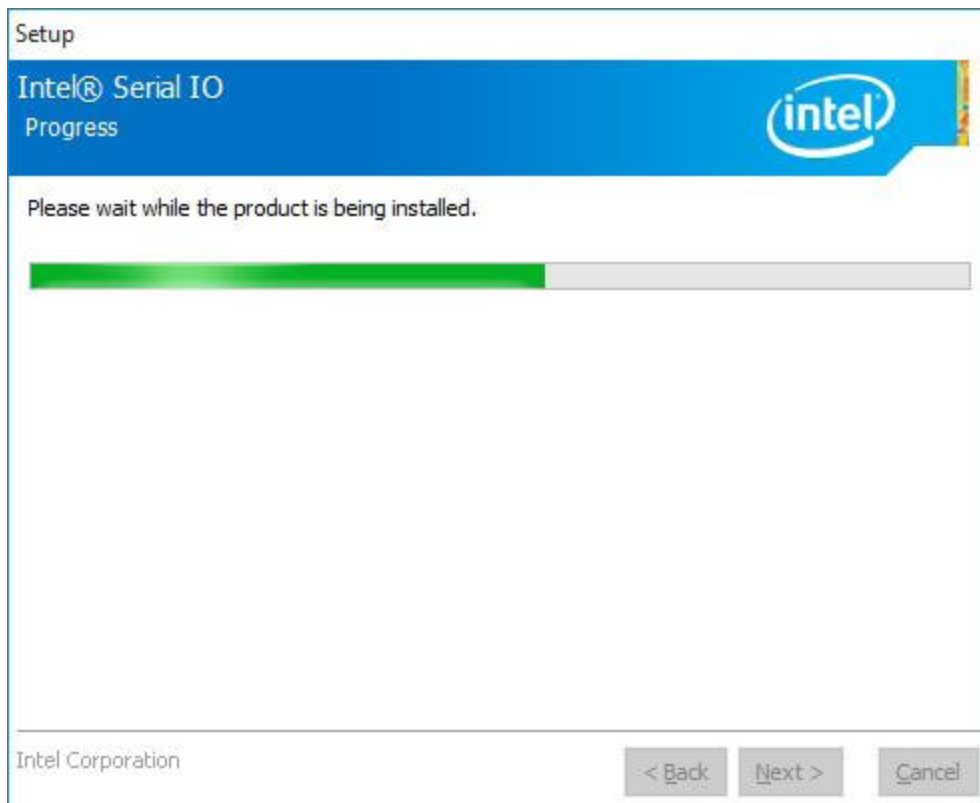 Setup
Intel® Serial IO
Progress
intel
Please wait while the product is being installed.
Intel Corporation
< Back
Next >
Cancel